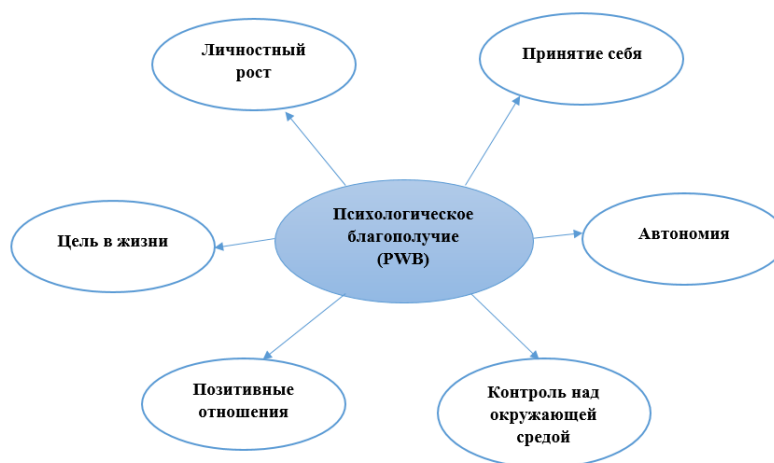 Личностный
рост
Принятие себя
Психологическое
благополучие
(PWB)
Цель в жизни
Автономия
Позитивные
отношения
Контроль над
окружающей
средой